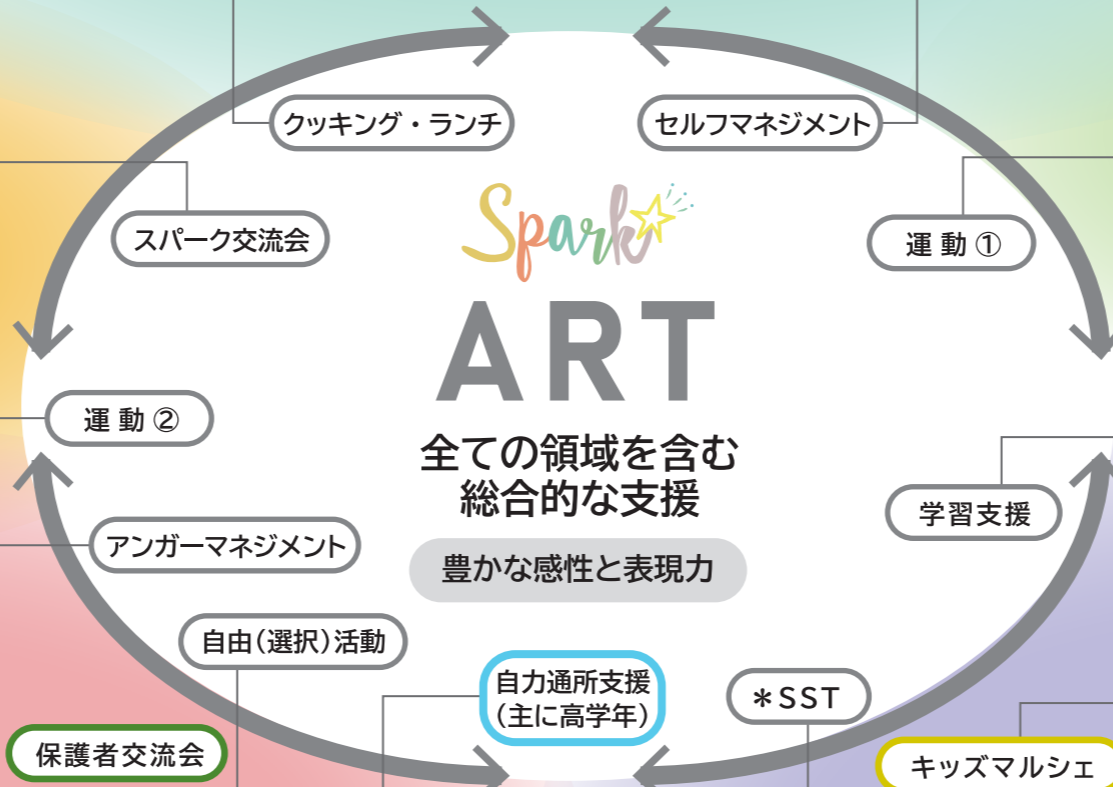 クッキング・ランチ
セルフマネジメント
スパーク交流会
Spark
運動①
ART
運動②
全ての領域を含む
総合的な支援
学習支援
アンガーマネジメント
豊かな感性と表現力
自由(選択)活動
自力通所支援
(主に高学年)
＊SST
保護者交流会
キッズマルシェ